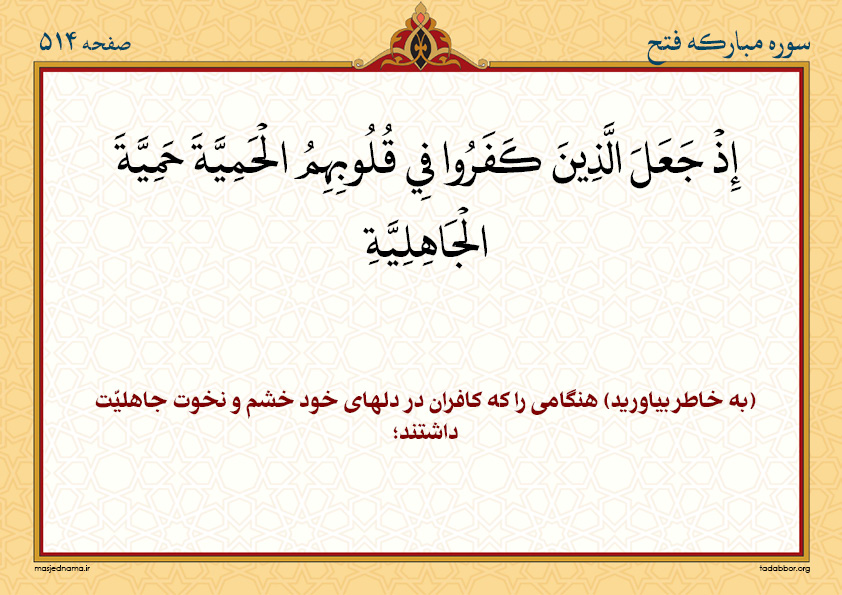 سوره مبارکه فتح
صفحه ۵۱۴
إِذْ جَعَلَ الَّذِينَ كَفَرُوا فِي قُلُوبِهِمُ الْحَمِيَّةَ حَمِيَّةَ
الْجَاهِلِيَّةِ
(به خاطر بیاورید) هنگامی را که کافران در دلهای خود خشم و نخوت جاهلیّت
داشتند؛
masjednama.ir
tadabbor.org